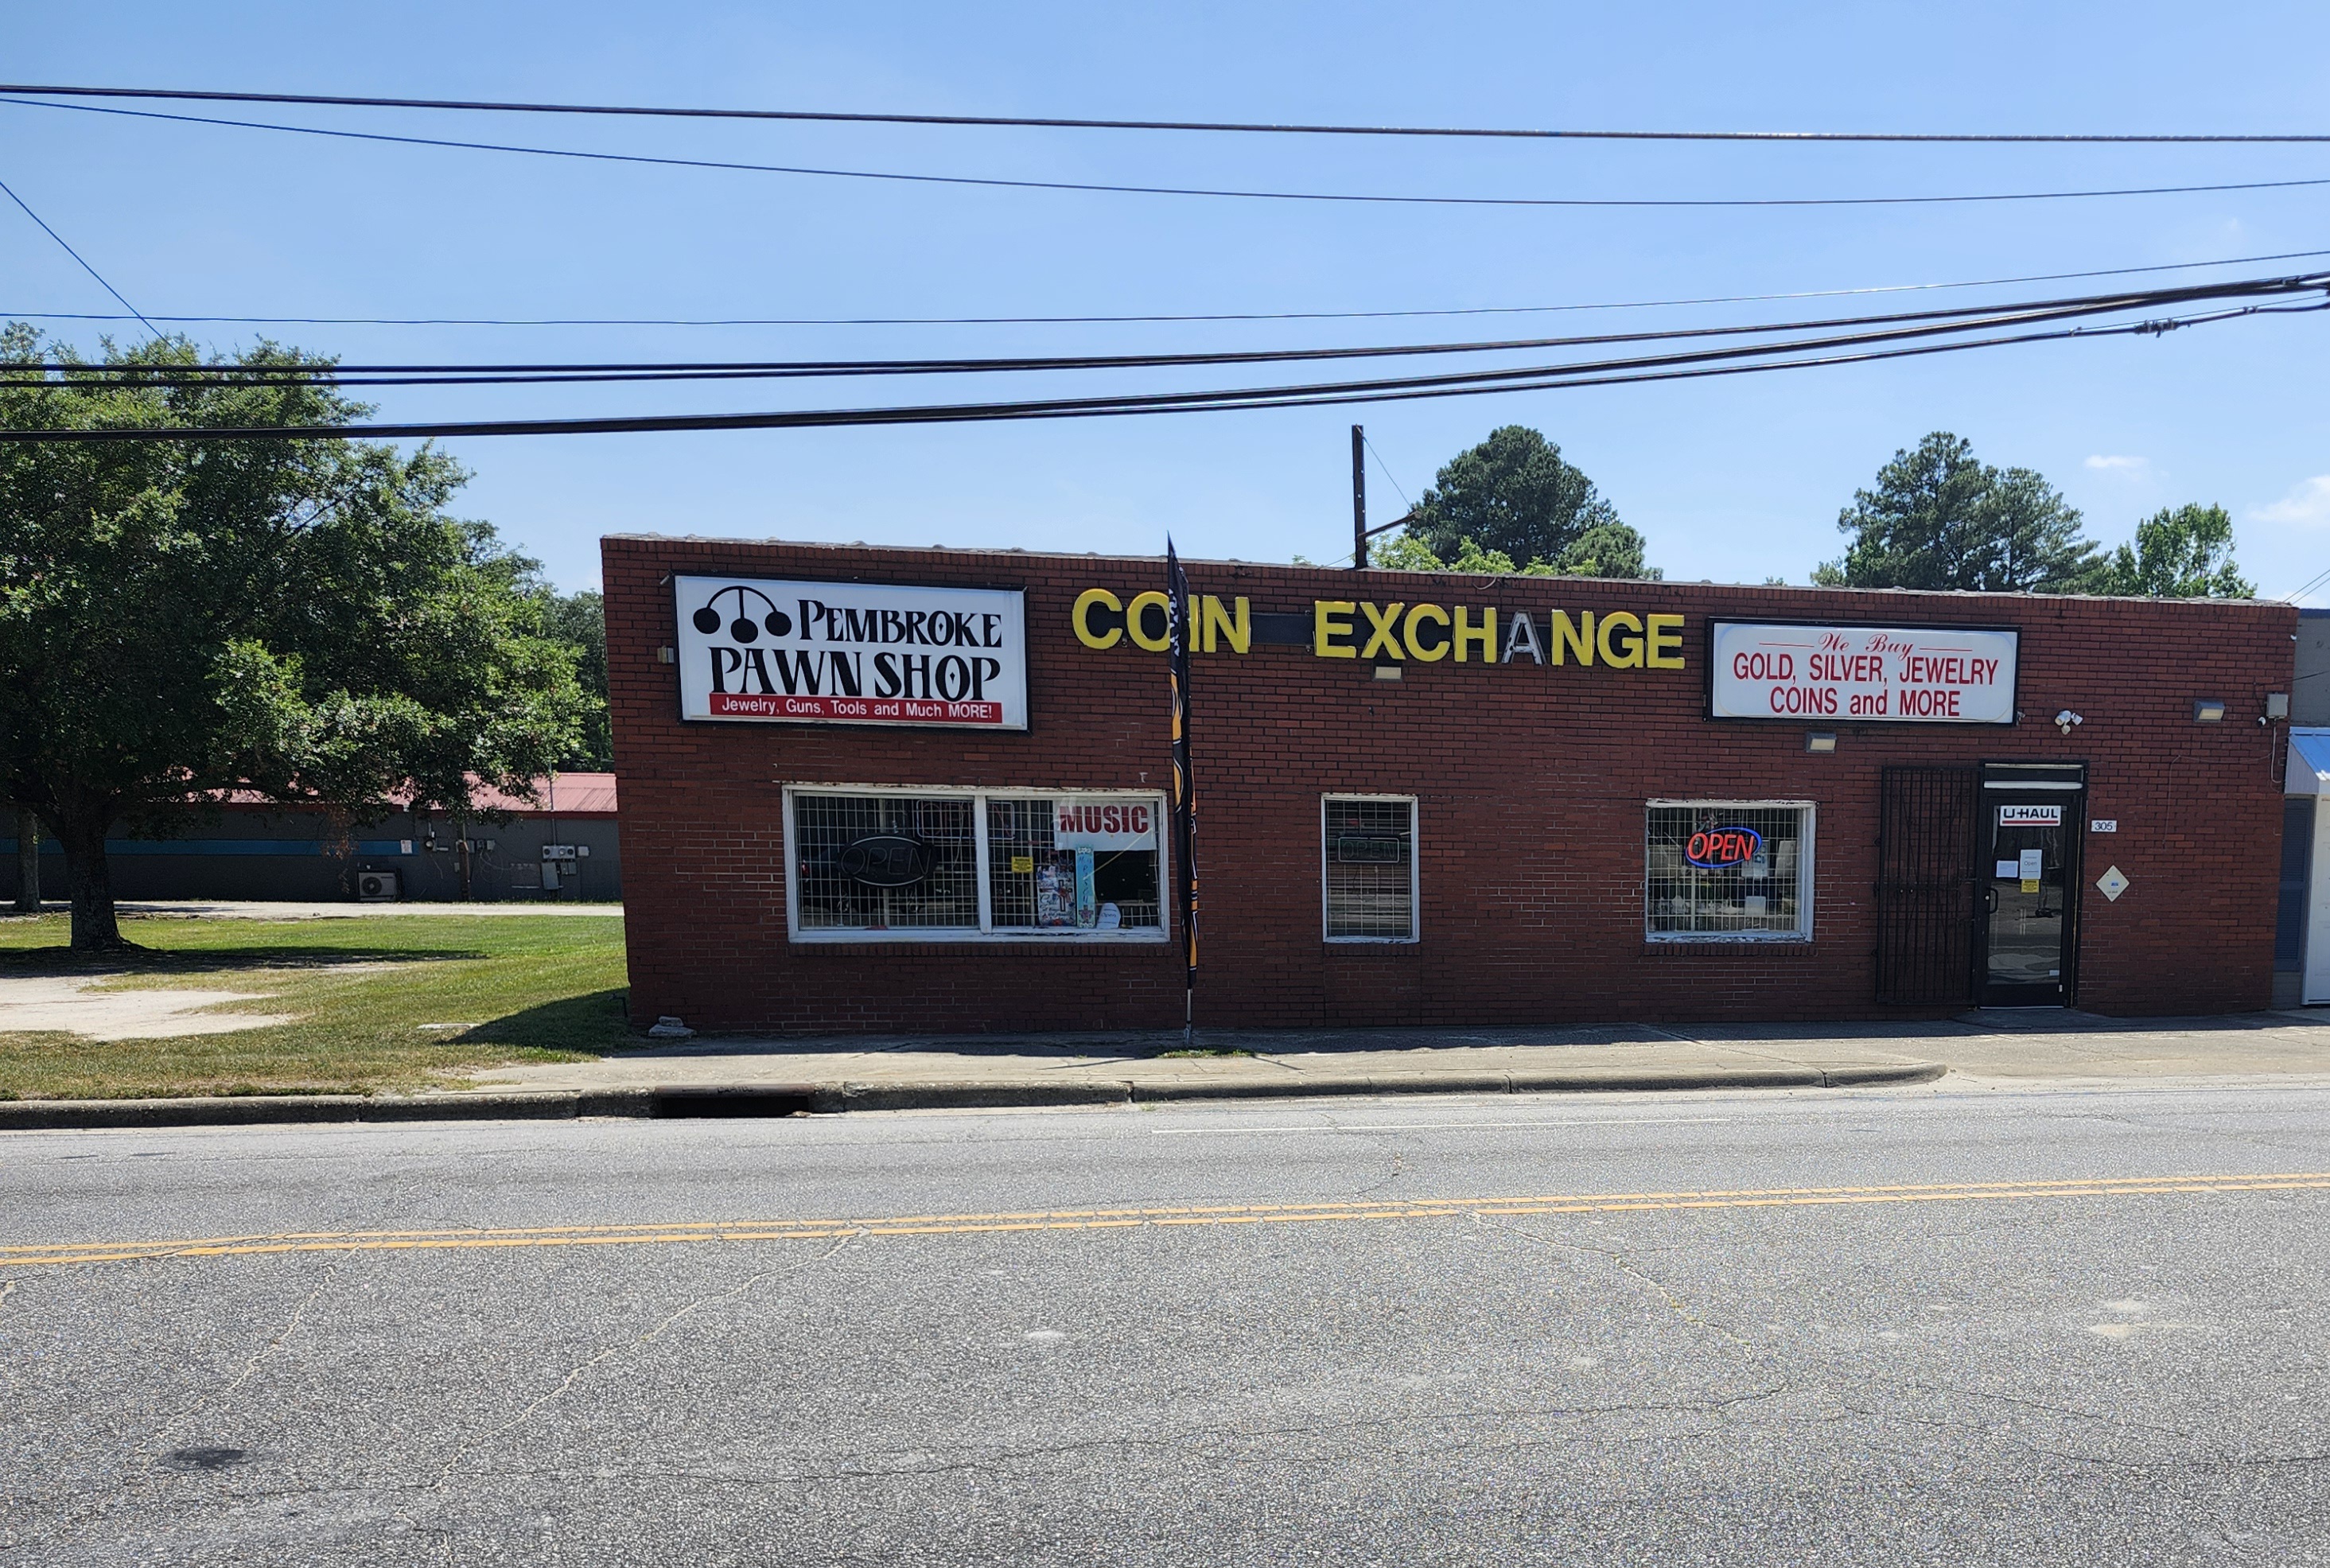 PEMBROKE
PAWN SHOP
Jewelry, Guns, Tools and Much MORE!
COIN EXCHANGE
We Buy
GOLD, SILVER, JEWELRY
COINS and MORE
MUSIC
OPEN
OPEN
OPEN
U-HAUL
305
Open